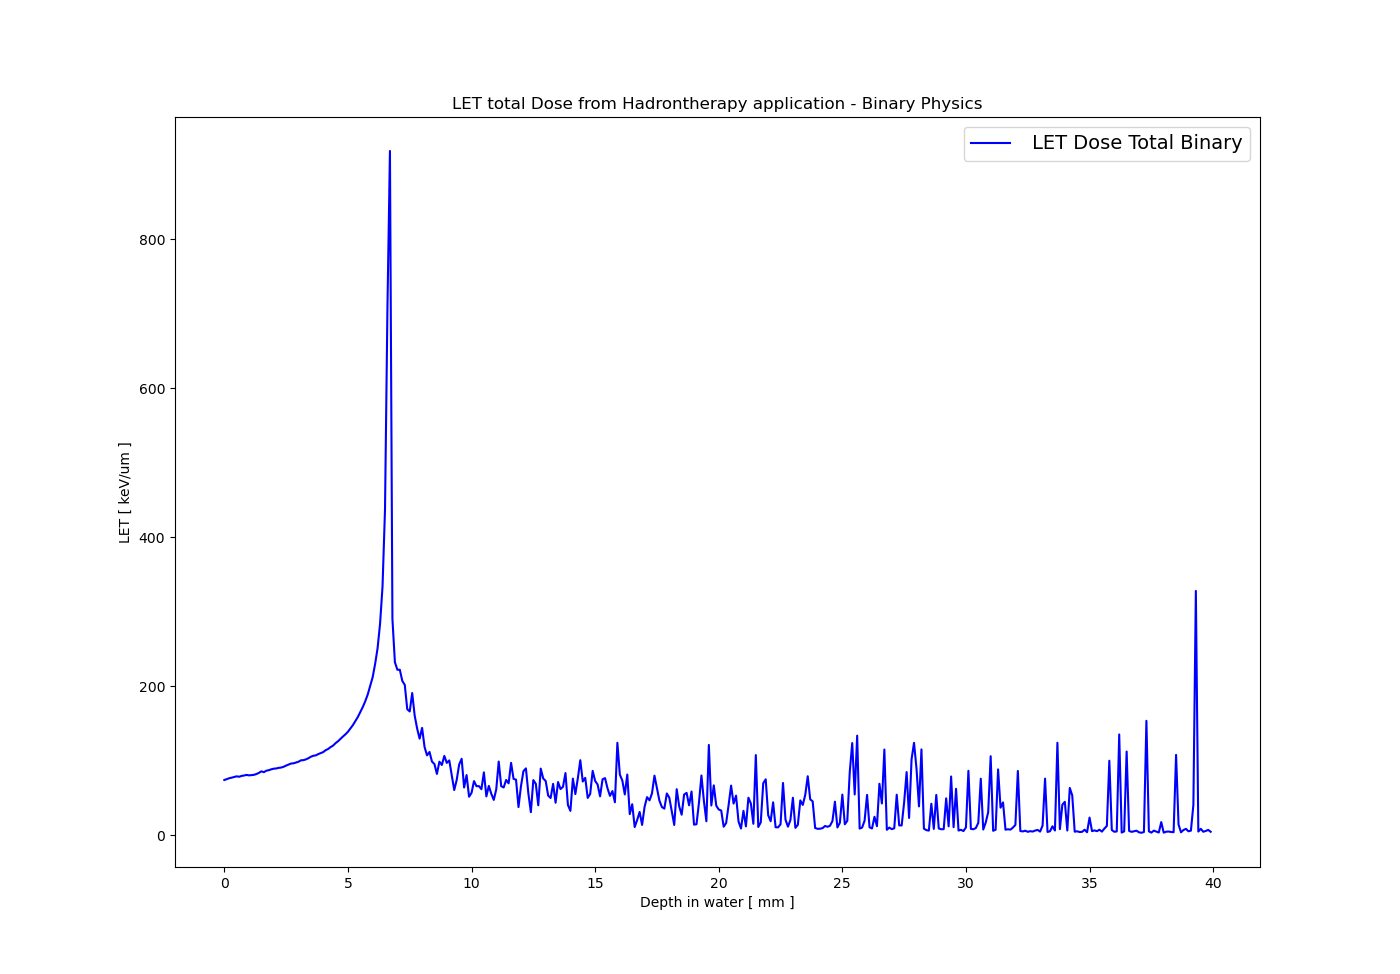 LET total Dose from Hadrontherapy application - Binary Physics
LET Dose Total Binary
800
600
400
200
0
LET [ keV/um ]
0 5 10 15 20 25 30 35 40
Depth in water [ mm ]